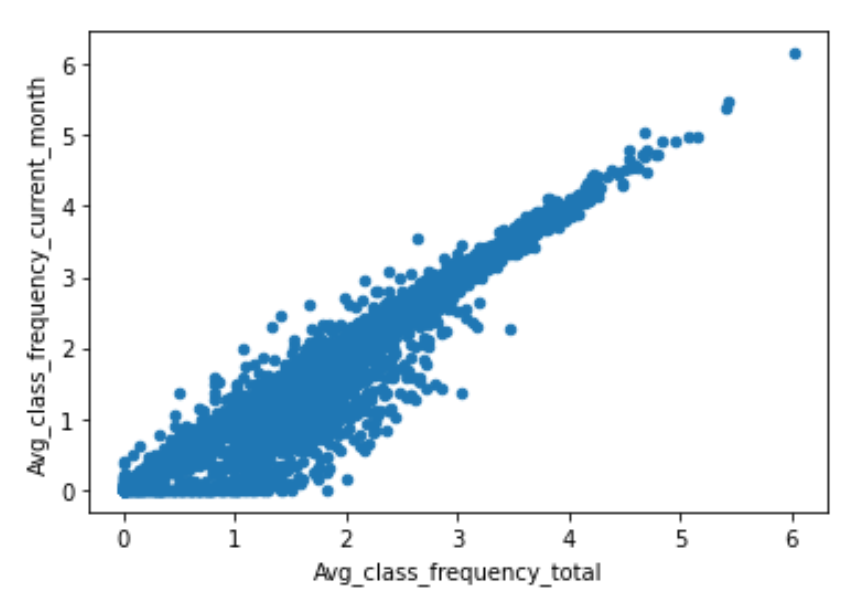 Avg_class_frequency_current_month
6
5
4
3
2
1
0
0 1 2 3 4 5 6
Avg_class_frequency_total